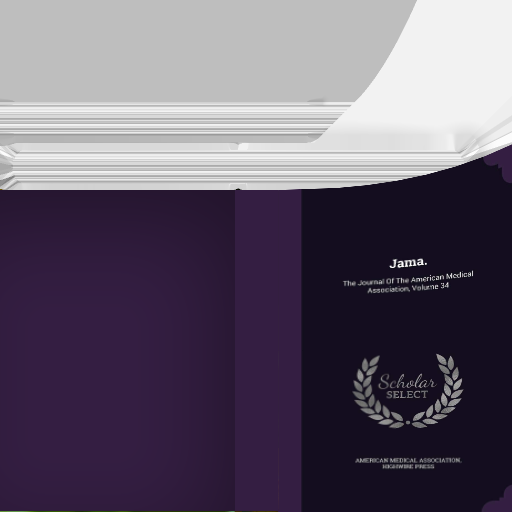 Jama.
The Journal Of The American Medical
Association, Volume 34
Scholar
SELECT
AMERICAN MEDICAL ASSOCIATION,
HIGHWIRE PRESS